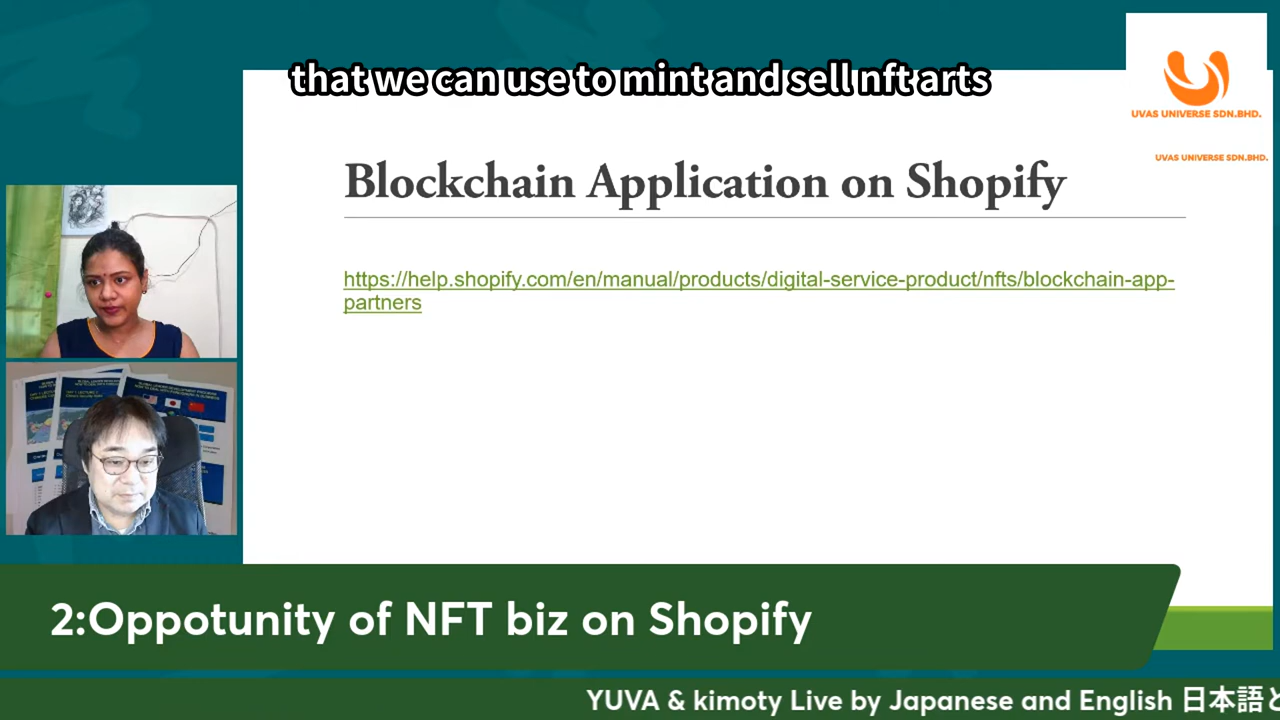 that we can use to mint and sell nft arts
UVAS UNIVERSE SDN.BHD.
UVAS UNIVERSE SDN.BHD.
Blockchain Application on Shopify
https://help.shopify.com/en/manual/products/digital-service-product/nfts/blockchain-app-
partners
2:Oppotunity of NFT biz on Shopify
YUVA & kimoty Live by Japanese and English 日本語と